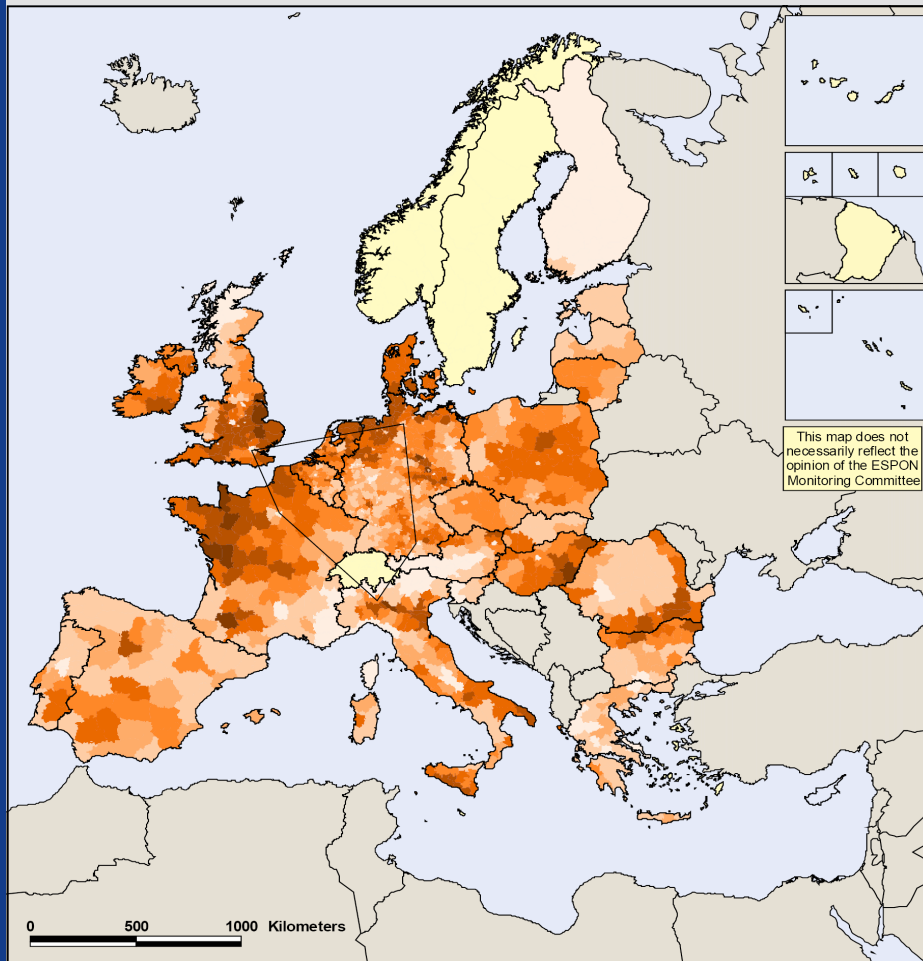 This map does not
necessarily reflect the
opinion of the ESPON
Monitoring Committee
0 500 1000 Kilometers